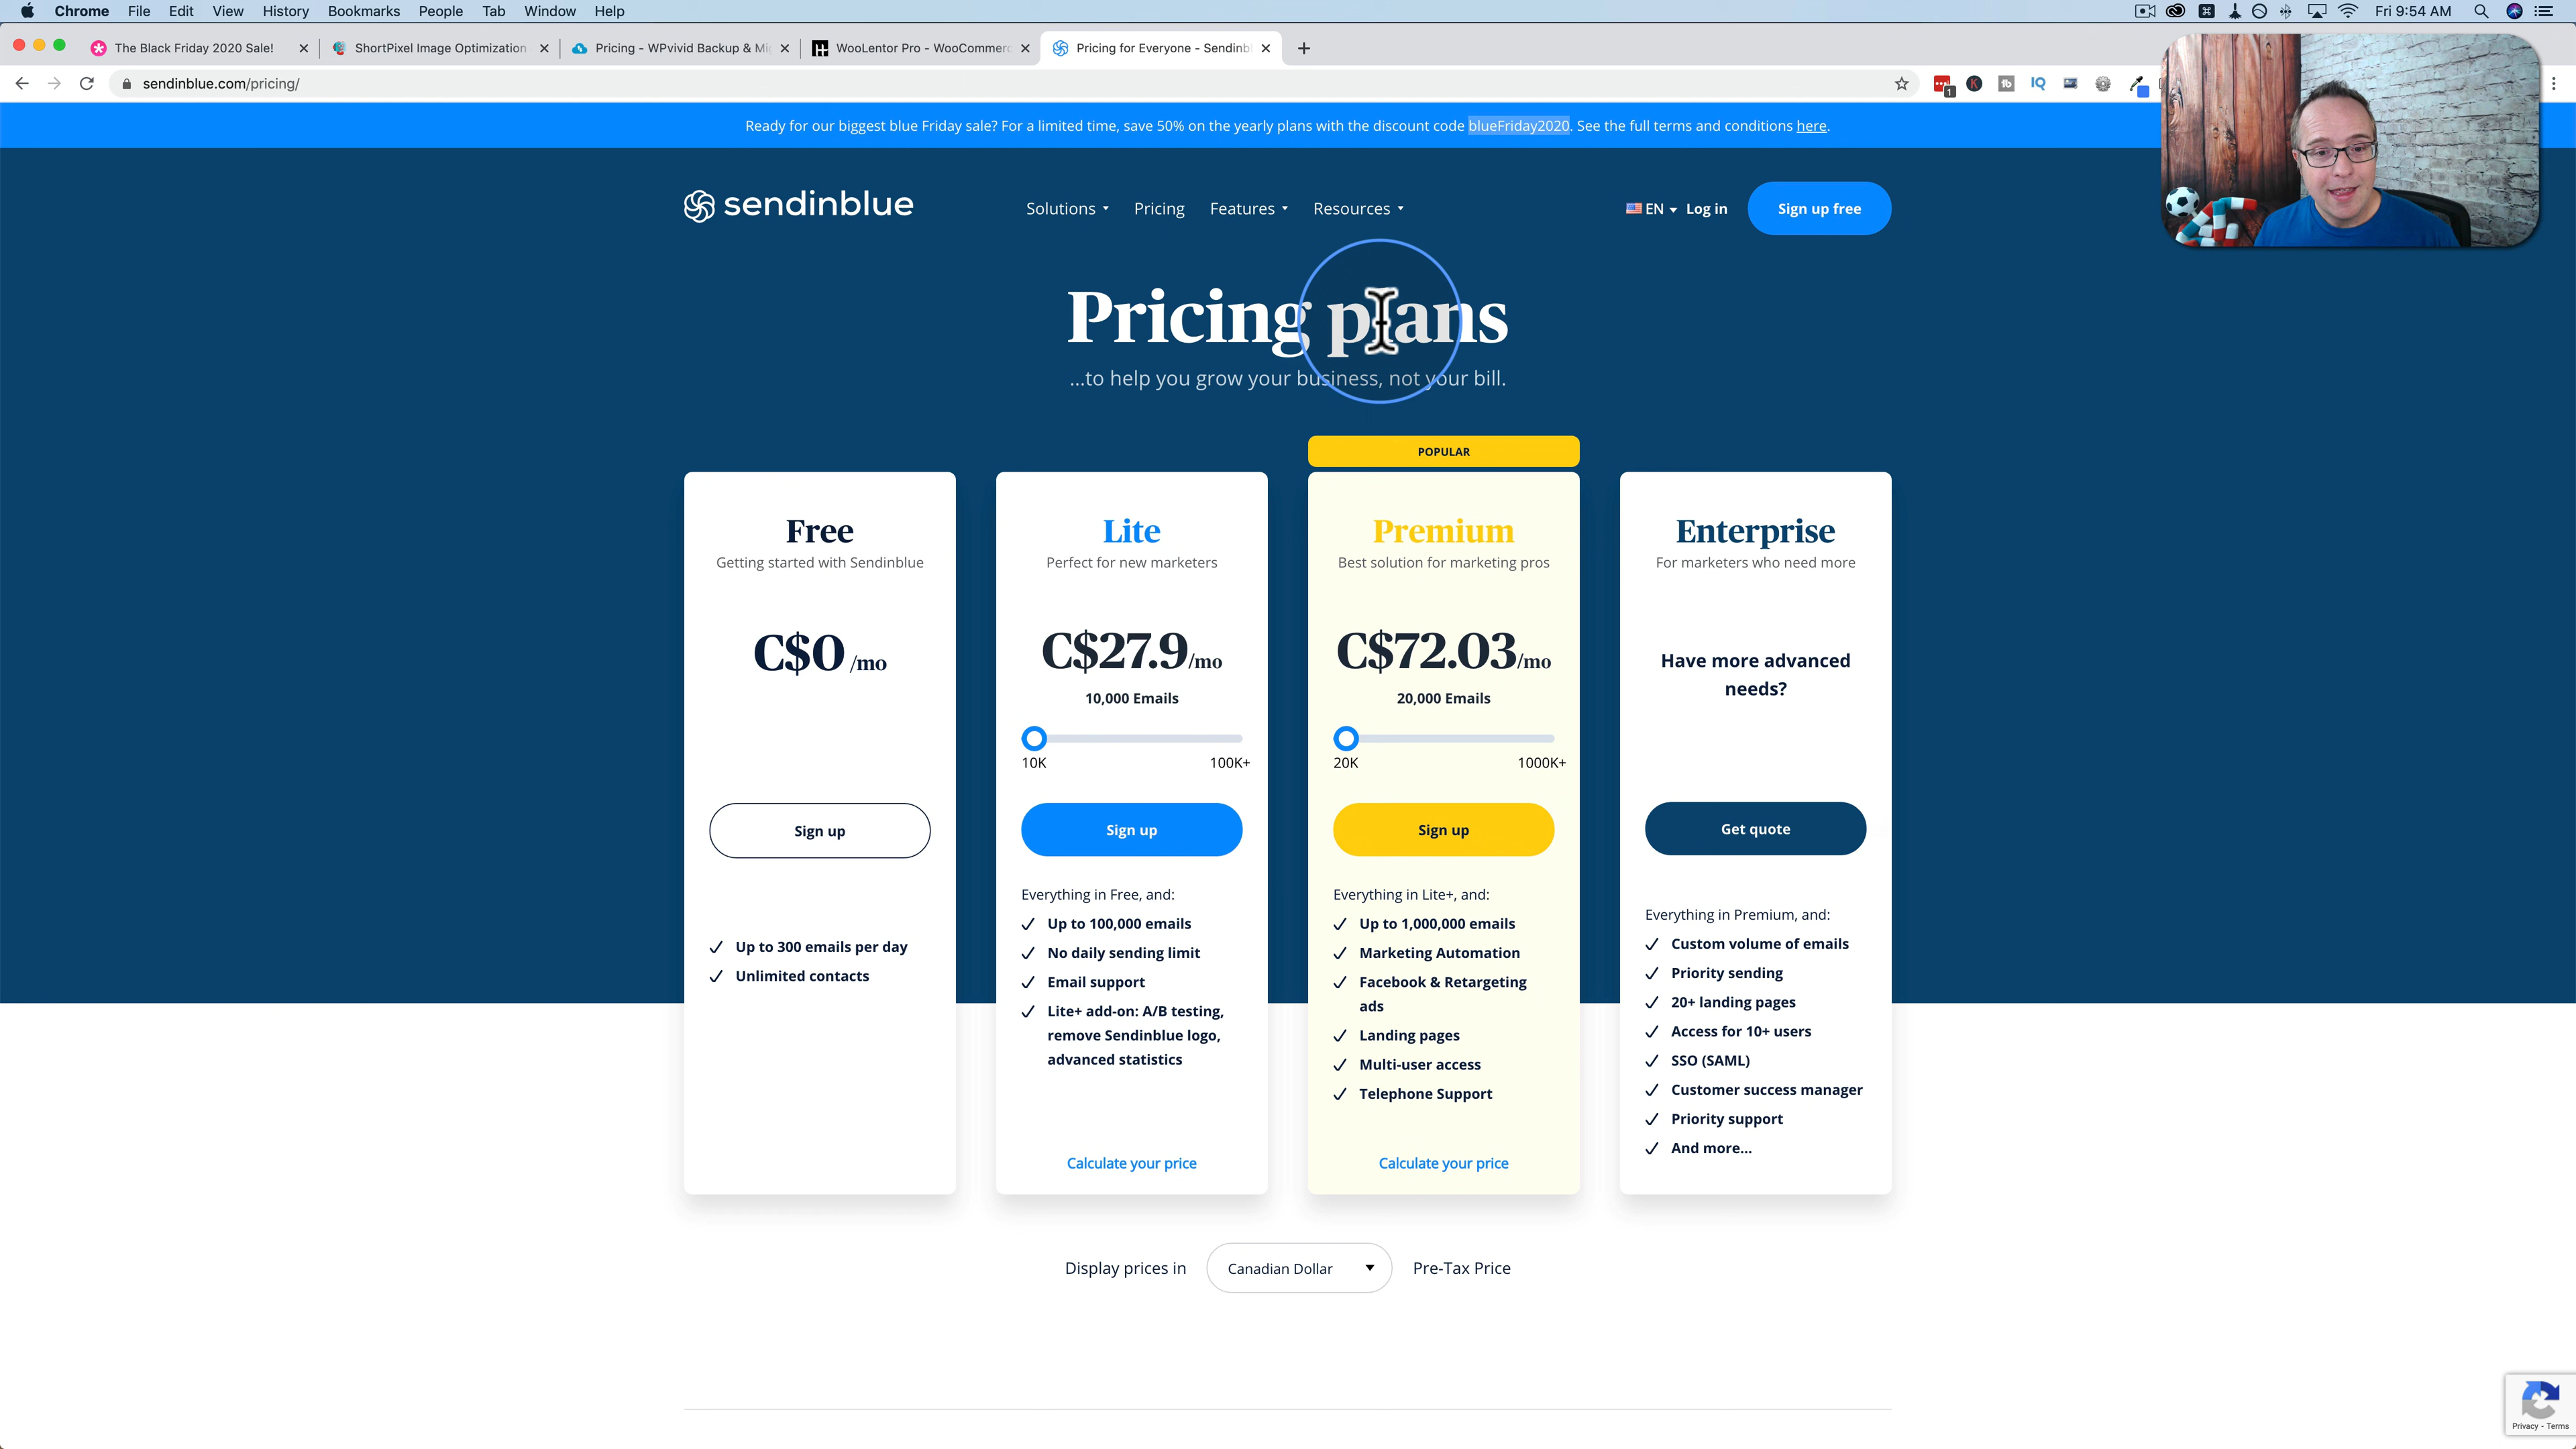 Chrome File Edit View History Bookmarks People Tab Window Help
Fri 9:54 AM
The Black Friday 2020 Sale!
ShortPixel Image Optimization
Pricing - WPvivid Backup & Mi
WooLentor Pro - WooCommerc
Pricing for Everyone - Sendinbl
sendinblue.com/pricing/
1
tb
IQ
Ready for our biggest blue Friday sale? For a limited time, save 50% on the yearly plans with the discount code blueFriday2020. See the full terms and conditions here.
sendinblue
Solutions
Pricing
Features
Resources
EN
Log in
Sign up free
Pricing plans
...to help you grow your business, not your bill.
POPULAR
Free
Getting started with Sendinblue
C$0 /mo
Sign up
Up to 300 emails per day
Unlimited contacts
Lite
Perfect for new marketers
C$27.9/mo
10,000 Emails
10K 100K+
Sign up
Everything in Free, and:
Up to 100,000 emails
No daily sending limit
Email support
Lite+ add-on: A/B testing,
remove Sendinblue logo,
advanced statistics
Calculate your price
Premium
Best solution for marketing pros
C$72.03/mo
20,000 Emails
20K 1000K+
Sign up
Everything in Lite+, and:
Up to 1,000,000 emails
Marketing Automation
Facebook & Retargeting
ads
Landing pages
Multi-user access
Telephone Support
Calculate your price
Enterprise
For marketers who need more
Have more advanced
needs?
Get quote
Everything in Premium, and:
Custom volume of emails
Priority sending
20+ landing pages
Access for 10+ users
SSO (SAML)
Customer success manager
Priority support
And more...
Display prices in
Canadian Dollar
Pre-Tax Price
Privacy - Terms